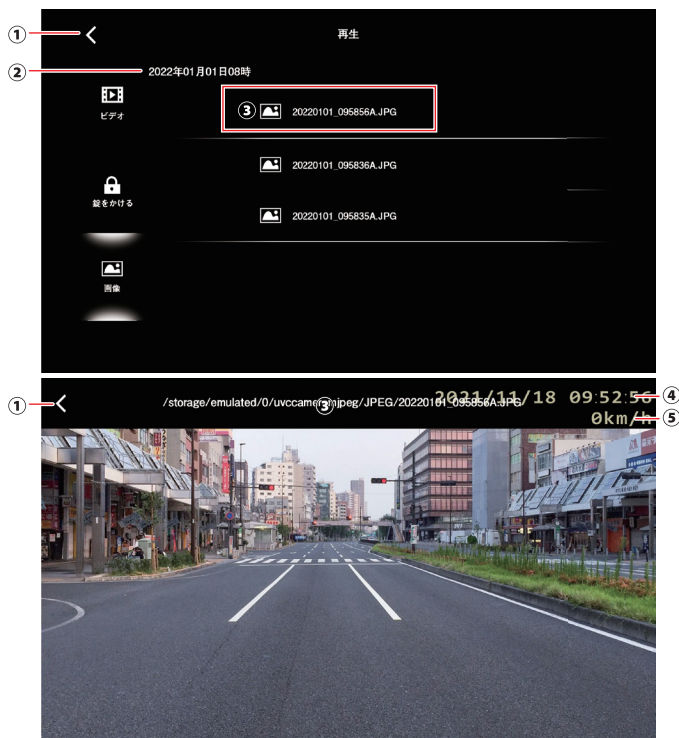 ① 再生
② 2022年01月01日08時
ビデオ
③ 20220101_095856A.JPG
20220101_095836A.JPG
錠をかける
20220101_095835A.JPG
画像
2021/11/18 09:52:56 ④
① /storage/emulated/0/uvccamera/mjpeg/JPEG/20220101_095856A.JPG
③
0km/h ⑤